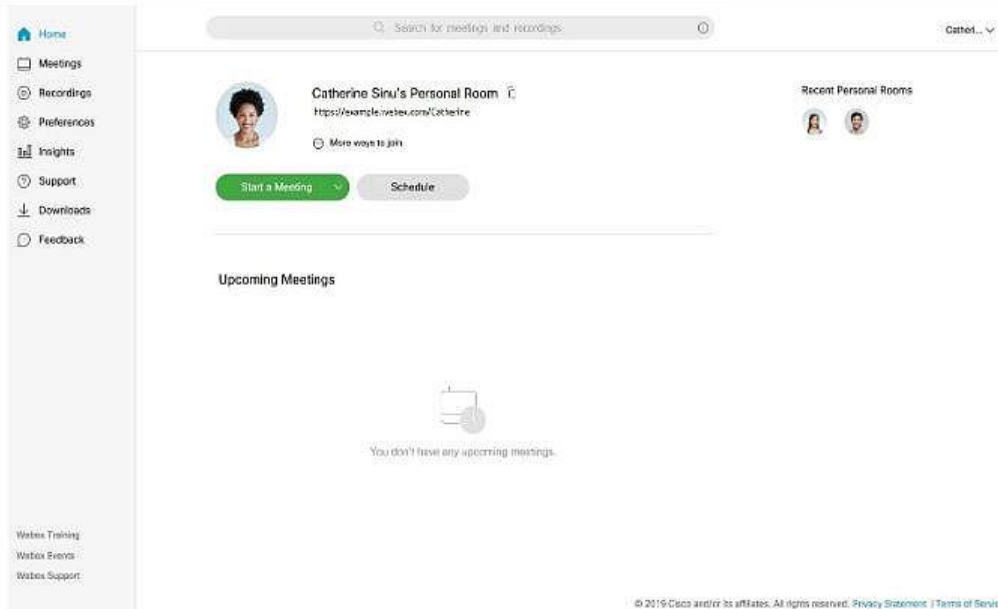 Home
Meetings
Recordings
Preferences
Insights
Support
Downloads
Feedback
Webex Training
Webex Events
Webex Support
Search for meetings and recordings
Catheri...
Catherine Sinu's Personal Room
https://example.webex.com/Catherine
More ways to join
Start a Meeting
Schedule
Recent Personal Rooms
Upcoming Meetings
You don't have any upcoming meetings.
© 2019 Cisco and/or its affiliates. All rights reserved. Privacy Statement | Terms of Servic